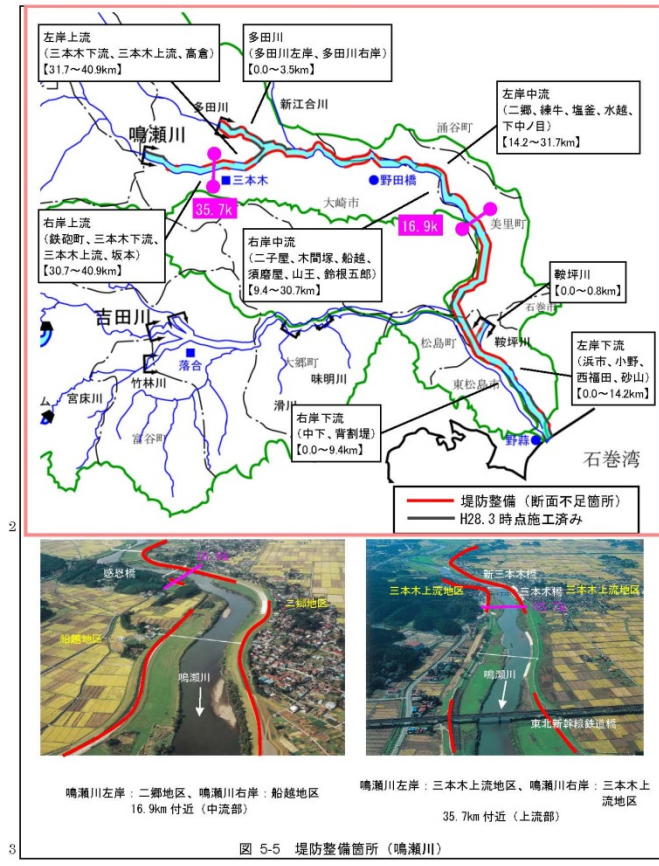 左岸上流
(三本木下流、三本木上流、高倉)
【31.7～40.9km】
多田川
(多田川左岸、多田川右岸)
【0.0～3.5km】
左岸中流
(二郷、練牛、塩釜、水越、
下中ノ目)
【14.2～31.7km】
多田川
新江合川
涌谷町
鳴瀬川
三本木
野田橋
35.7k
大崎市
16.9k
美里町
右岸上流
(鉄砲町、三本木下流、
三本木上流、坂本)
【30.7～40.9km】
右岸中流
(二子屋、木間塚、船越、
須磨屋、山王、鈴根五郎)
【9.4～30.7km】
鞍坪川
【0.0～0.8km】
石巻市
吉田川
松島町
鞍坪川
落合
大郷町
味明川
左岸下流
(浜市、小野、
西福田、砂山)
【0.0～14.2km】
宮床川
竹林川
滑川
東松島市
ム
富谷町
右岸下流
(中下、背割堤)
【0.0～9.4km】
野蒜
石巻湾
堤防整備（断面不足箇所）
H28.3時点施工済み
2
感恩橋
三郷地区
船越地区
鳴瀬川
新三本木橋
三本木上流地区
三本木橋
三本木上流地区
鳴瀬川
東北新幹線鉄道橋
鳴瀬川左岸：二郷地区、鳴瀬川右岸：船越地区
16.9km 付近（中流部）
鳴瀬川左岸：三本木上流地区、鳴瀬川右岸：三本木上
流地区
35.7km 付近（上流部）
3
図 5-5 堤防整備箇所（鳴瀬川）